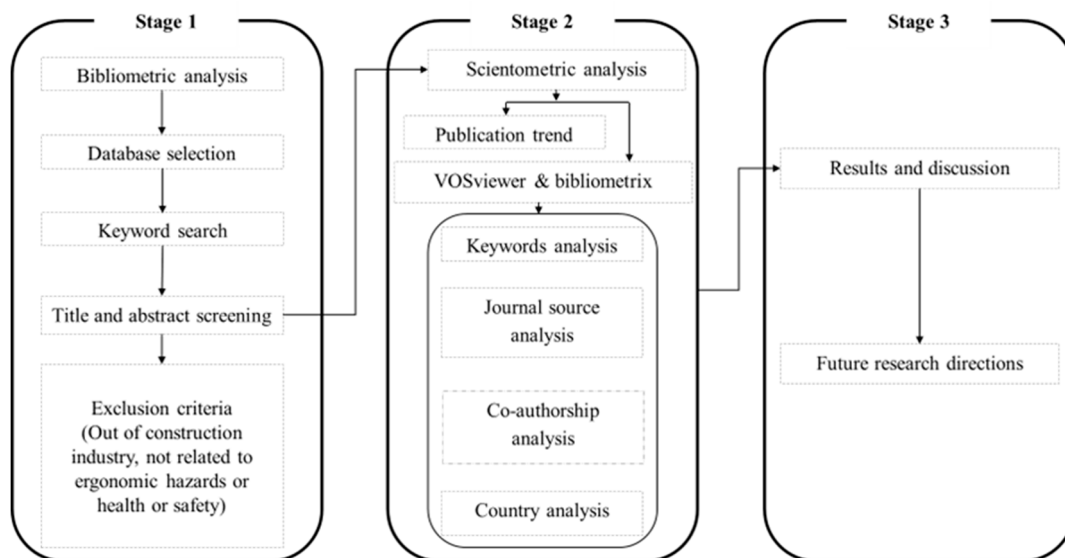 Stage 1
Bibliometric analysis
Database selection
Keyword search
Title and abstract screening
Exclusion criteria
(Out of construction
industry, not related to
ergonomic hazards or
health or safety)
Stage 2
Scientometric analysis
Publication trend
VOSviewer & bibliometrix
Keywords analysis
Journal source
analysis
Co-authorship
analysis
Country analysis
Stage 3
Results and discussion
Future research directions